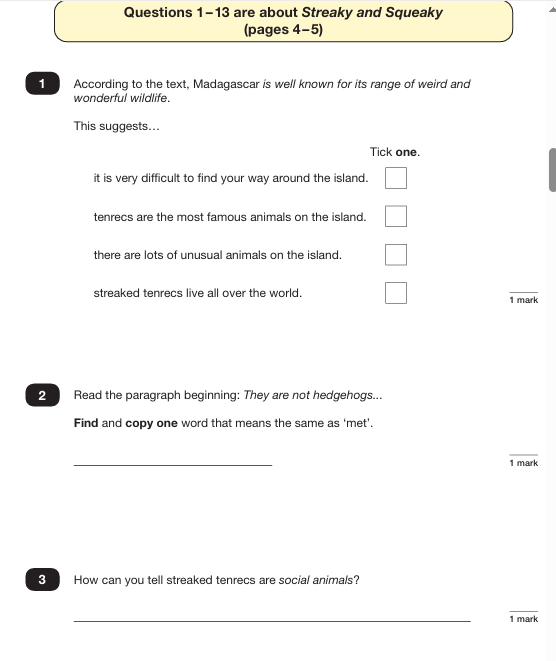 Questions 1–13 are about Streaky and Squeaky
(pages 4–5)
1
According to the text, Madagascar is well known for its range of weird and
wonderful wildlife.
This suggests…
Tick one.
it is very difficult to find your way around the island.
tenrecs are the most famous animals on the island.
there are lots of unusual animals on the island.
streaked tenrecs live all over the world.
1 mark
2
Read the paragraph beginning: They are not hedgehogs...
Find and copy one word that means the same as ‘met’.
1 mark
3
How can you tell streaked tenrecs are social animals?
1 mark